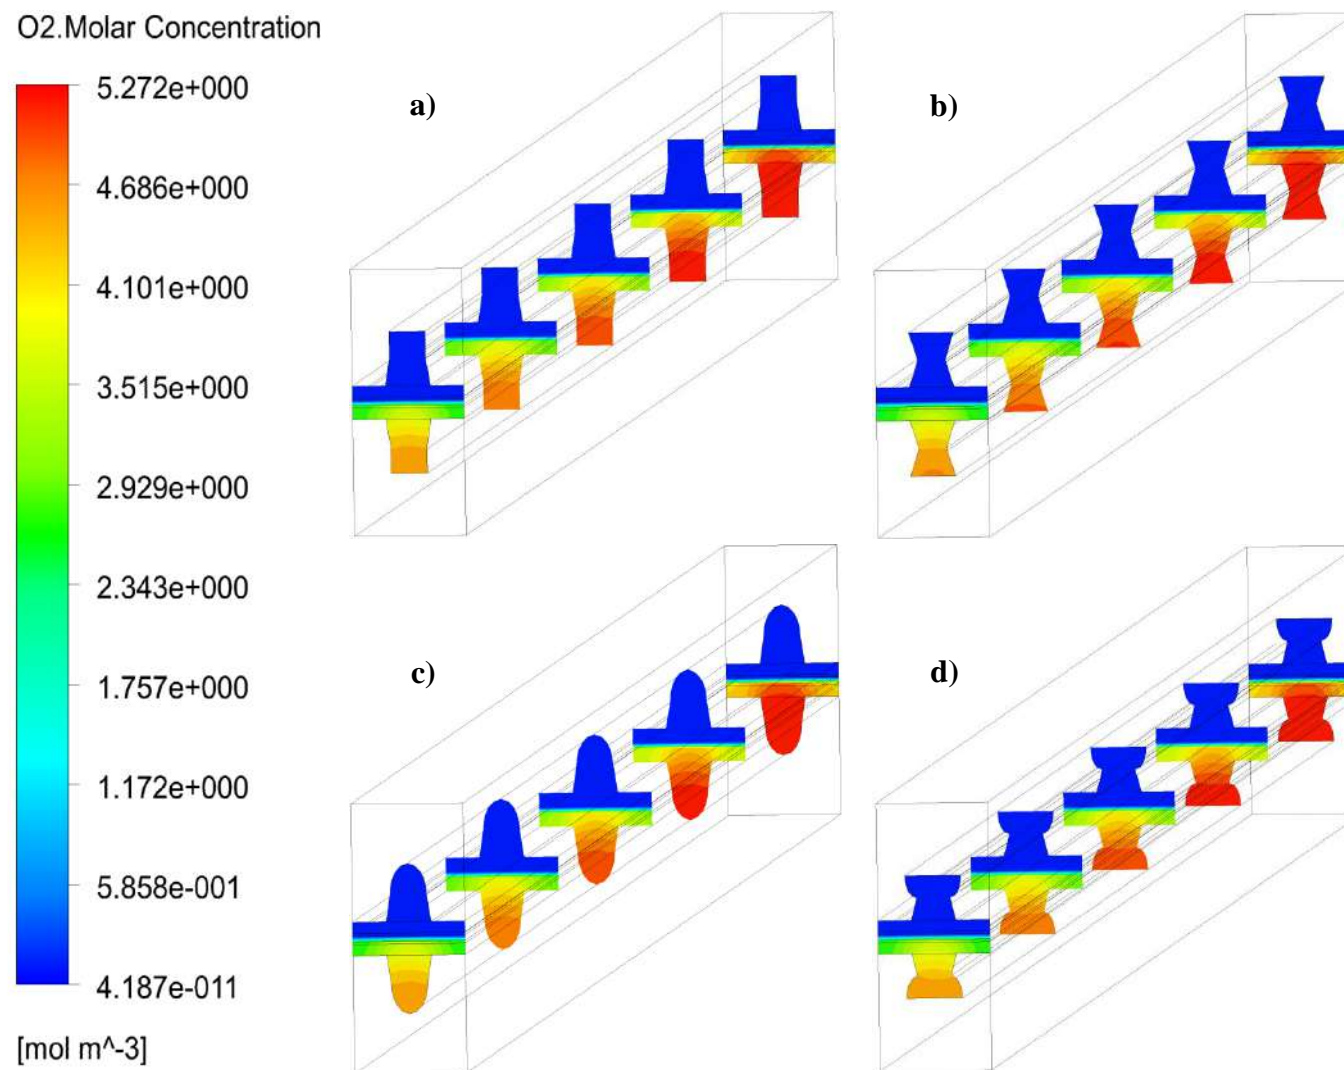 O2.Molar Concentration
5.272e+000
4.686e+000
4.101e+000
3.515e+000
2.929e+000
2.343e+000
1.757e+000
1.172e+000
5.858e-001
4.187e-011
[mol m^-3]
a)
b)
c)
d)